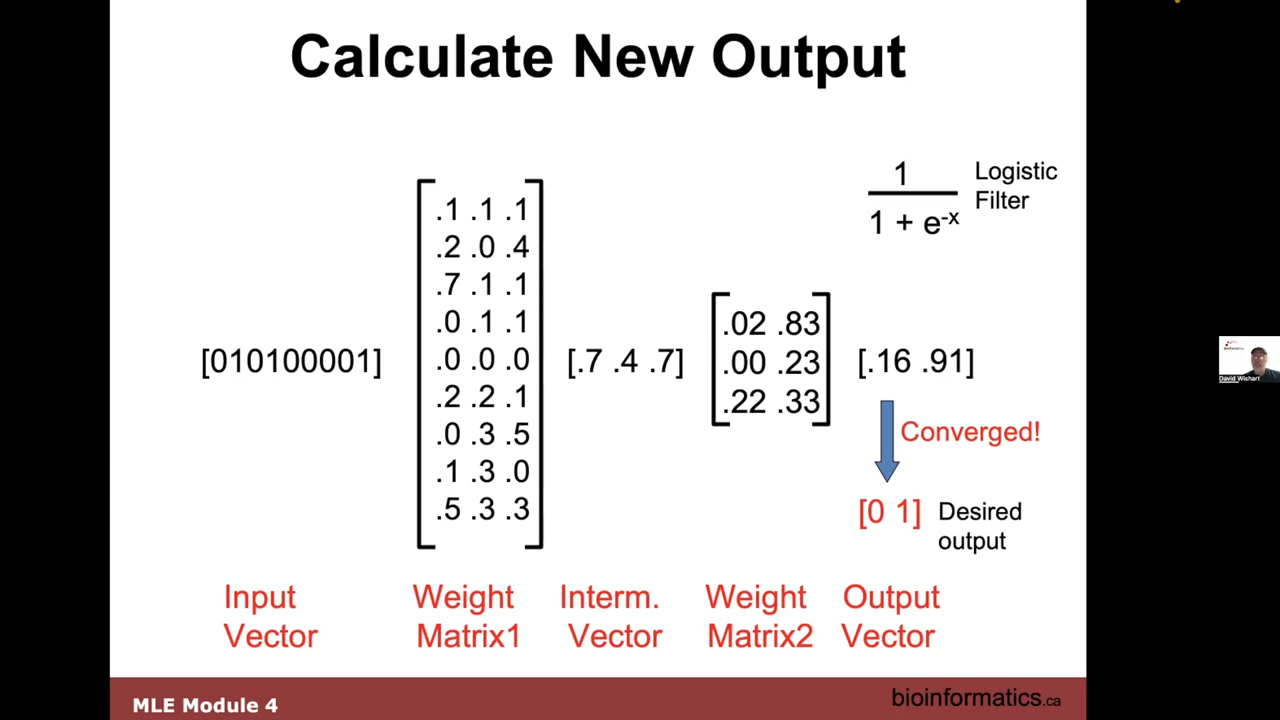 Calculate New Output
1
1 + e-x
Logistic
Filter
[010100001]
.1 .1 .1
.2 .0 .4
.7 .1 .1
.0 .1 .1
.0 .0 .0
.2 .2 .1
.0 .3 .5
.1 .3 .0
.5 .3 .3
[.7 .4 .7]
.02 .83
.00 .23
.22 .33
[.16 .91]
Converged!
[0 1]
Desired
output
Input
Vector
Weight
Matrix1
Interm.
Vector
Weight
Matrix2
Output
Vector
MLE Module 4
bioinformatics.ca
David Wishart